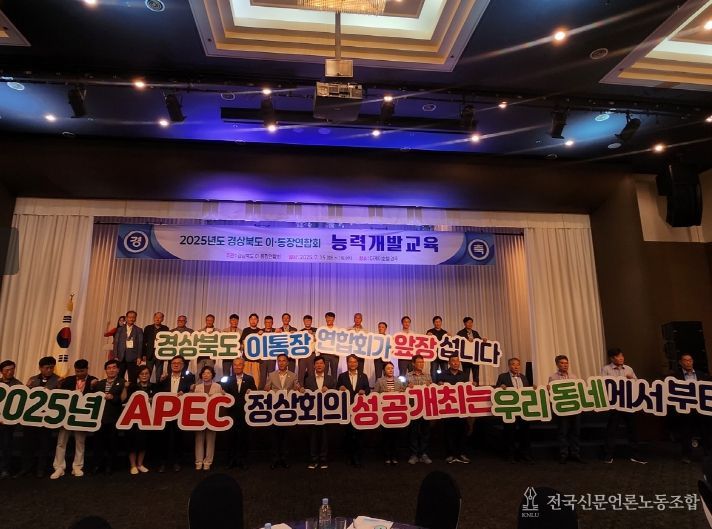 경 2025년도 경상북도 이·통장연합회 능력개발교육 축
경상북도 이통장 연합회가 앞장 섭니다
2025년 APEC 정상회의 성공개최는 우리 동네에서 부터
KNLU 전국신문언론노동조합